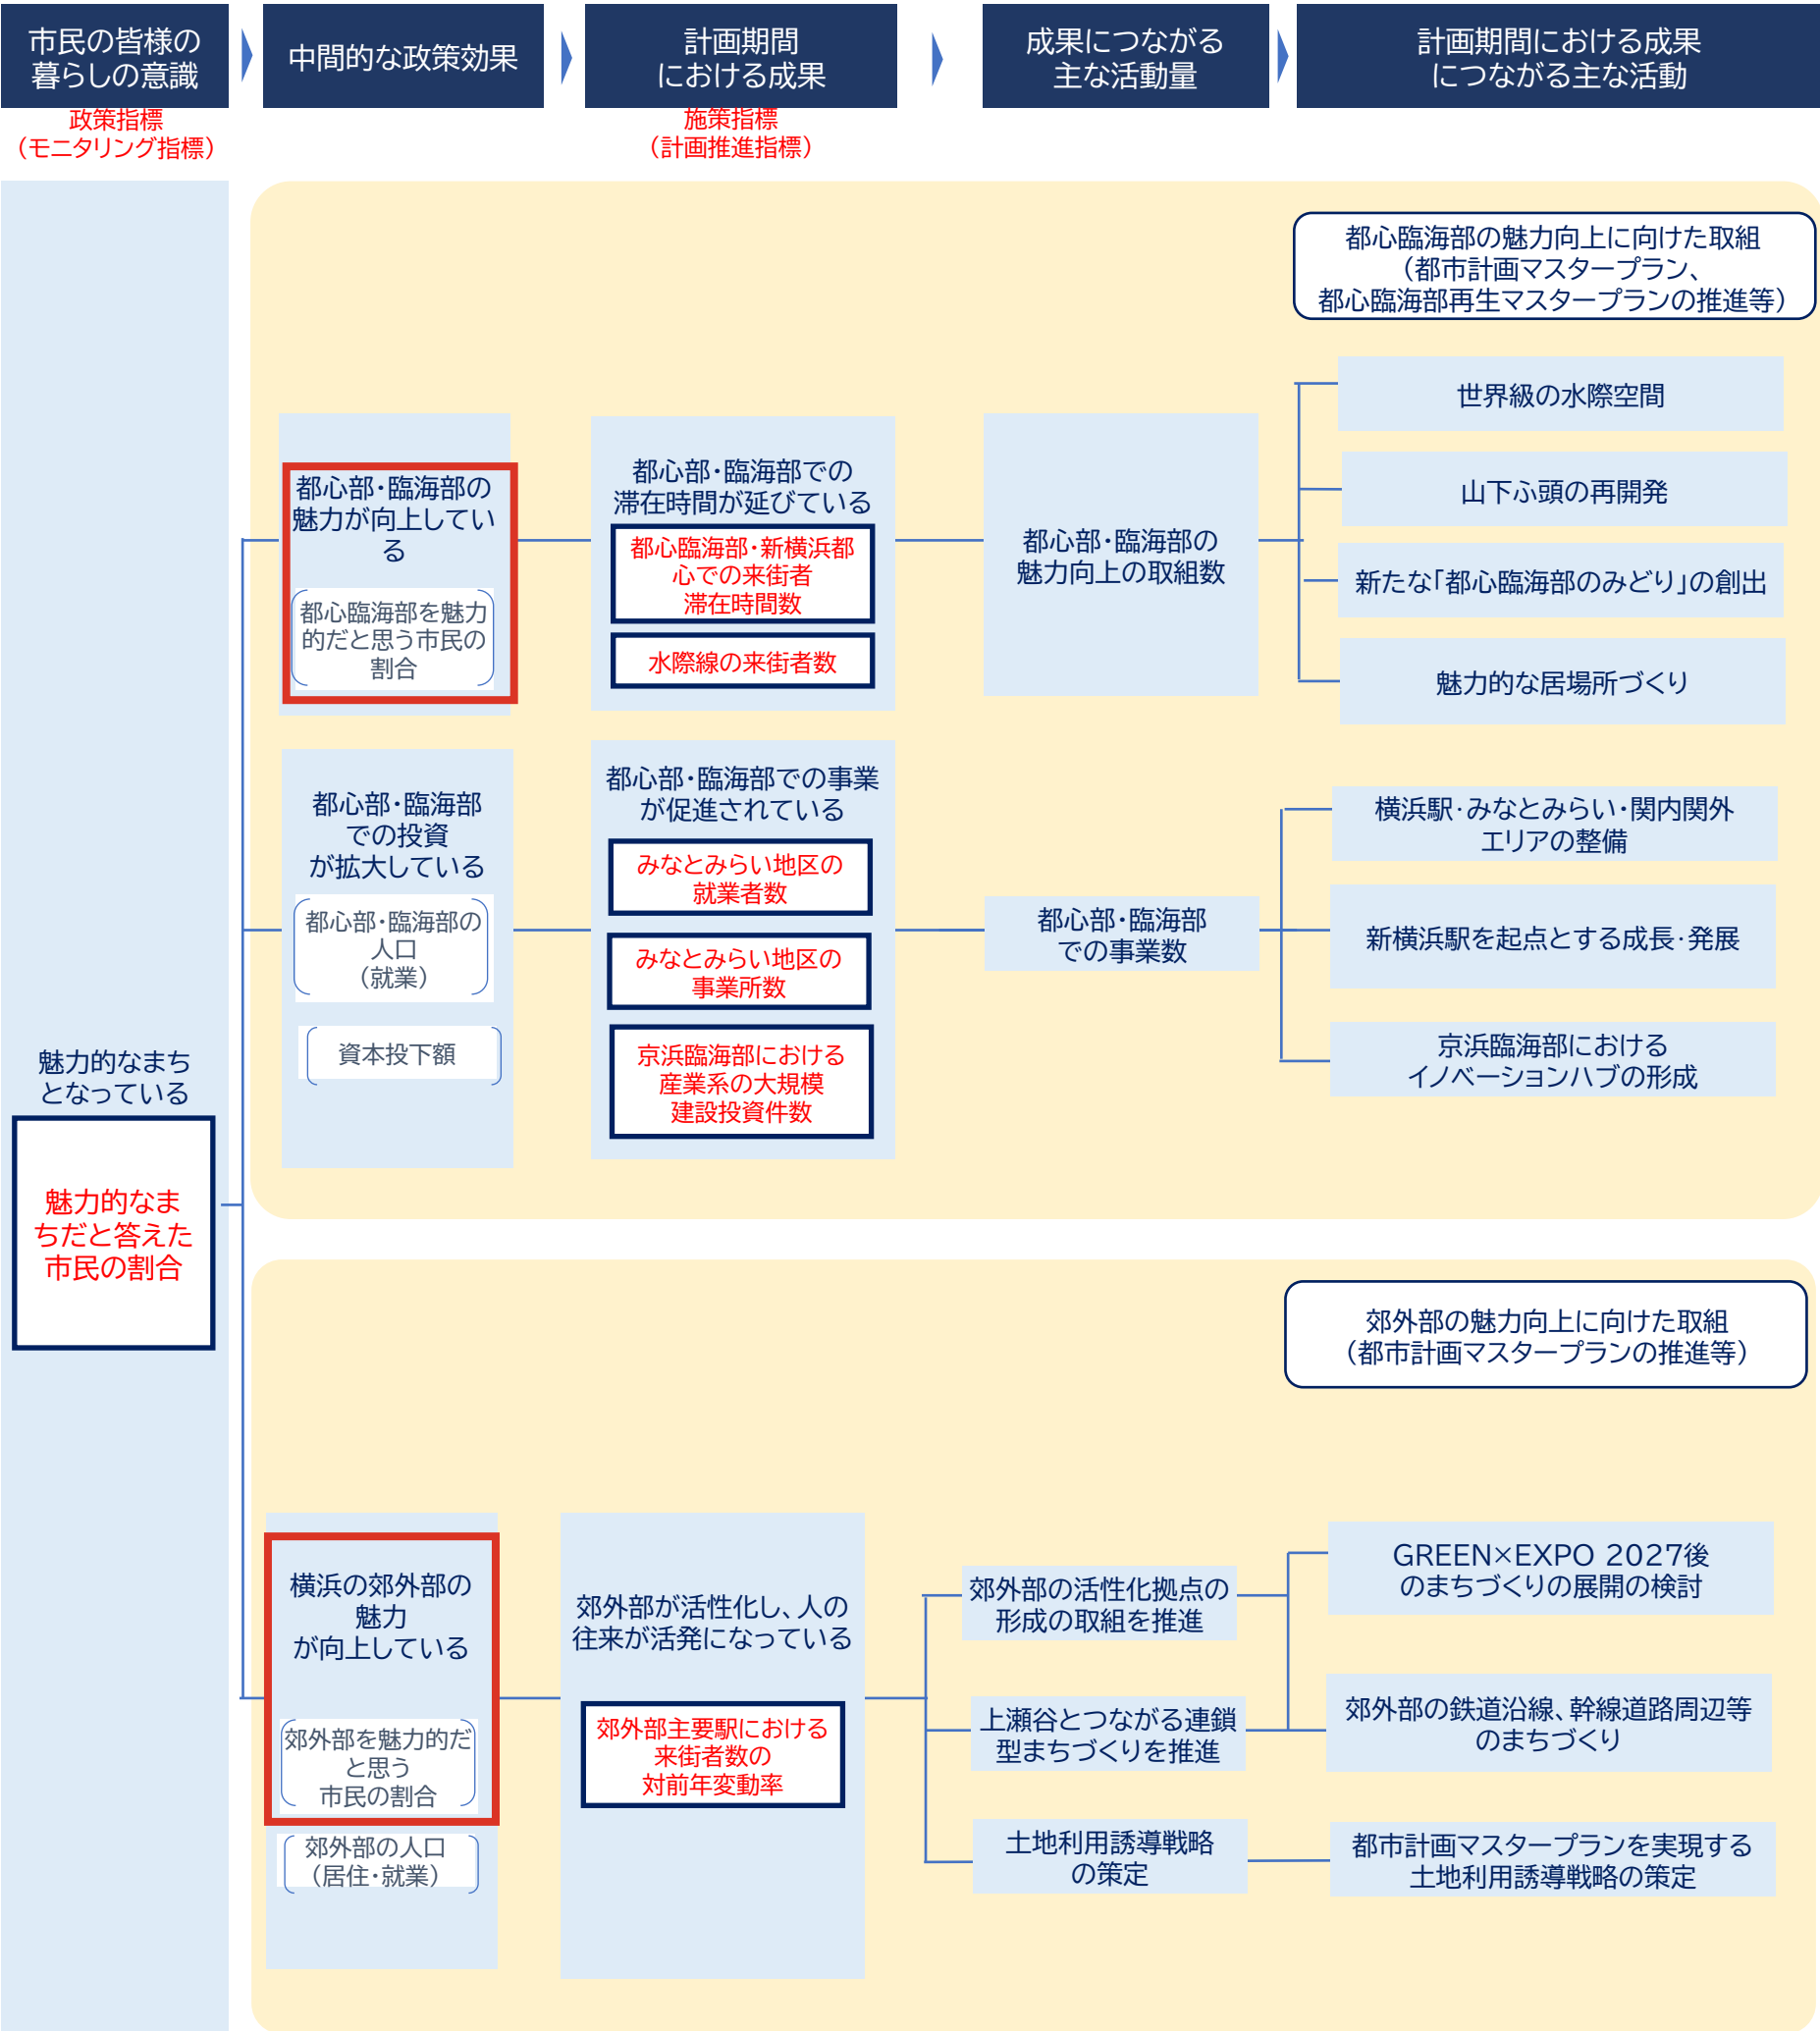 市民の皆様の
暮らしの意識
中間的な政策効果
計画期間
における成果
成果につながる
主な活動量
計画期間における成果
につながる主な活動
政策指標
（モニタリング指標）
施策指標
（計画推進指標）
魅力的なまち
となっている
魅力的なま
ちだと答えた
市民の割合
都心臨海部の魅力向上に向けた取組
（都市計画マスタープラン、
都心臨海部再生マスタープランの推進等）
都心部・臨海部の
魅力が向上してい
る
都心臨海部を魅力
的だと思う市民の
割合
都心部・臨海部での
滞在時間が延びている
都心臨海部・新横浜都
心での来街者
滞在時間数
水際線の来街者数
都心部・臨海部の
魅力向上の取組数
世界級の水際空間
山下ふ頭の再開発
新たな「都心臨海部のみどり」の創出
魅力的な居場所づくり
都心部・臨海部
での投資
が拡大している
都心部・臨海部の
人口
（就業）
資本投下額
都心部・臨海部での事業
が促進されている
みなとみらい地区の
就業者数
みなとみらい地区の
事業所数
京浜臨海部における
産業系の大規模
建設投資件数
都心部・臨海部
での事業数
横浜駅・みなとみらい・関内関外
エリアの整備
新横浜駅を起点とする成長・発展
京浜臨海部における
イノベーションハブの形成
郊外部の魅力向上に向けた取組
（都市計画マスタープランの推進等）
横浜の郊外部の
魅力
が向上している
郊外部を魅力的だ
と思う
市民の割合
郊外部の人口
（居住・就業）
郊外部が活性化し、人の
往来が活発になっている
郊外部主要駅における
来街者数の
対前年変動率
郊外部の活性化拠点の
形成の取組を推進
上瀬谷とつながる連鎖
型まちづくりを推進
土地利用誘導戦略
の策定
GREEN×EXPO 2027後
のまちづくりの展開の検討
郊外部の鉄道沿線、幹線道路周辺等
のまちづくり
都市計画マスタープランを実現する
土地利用誘導戦略の策定